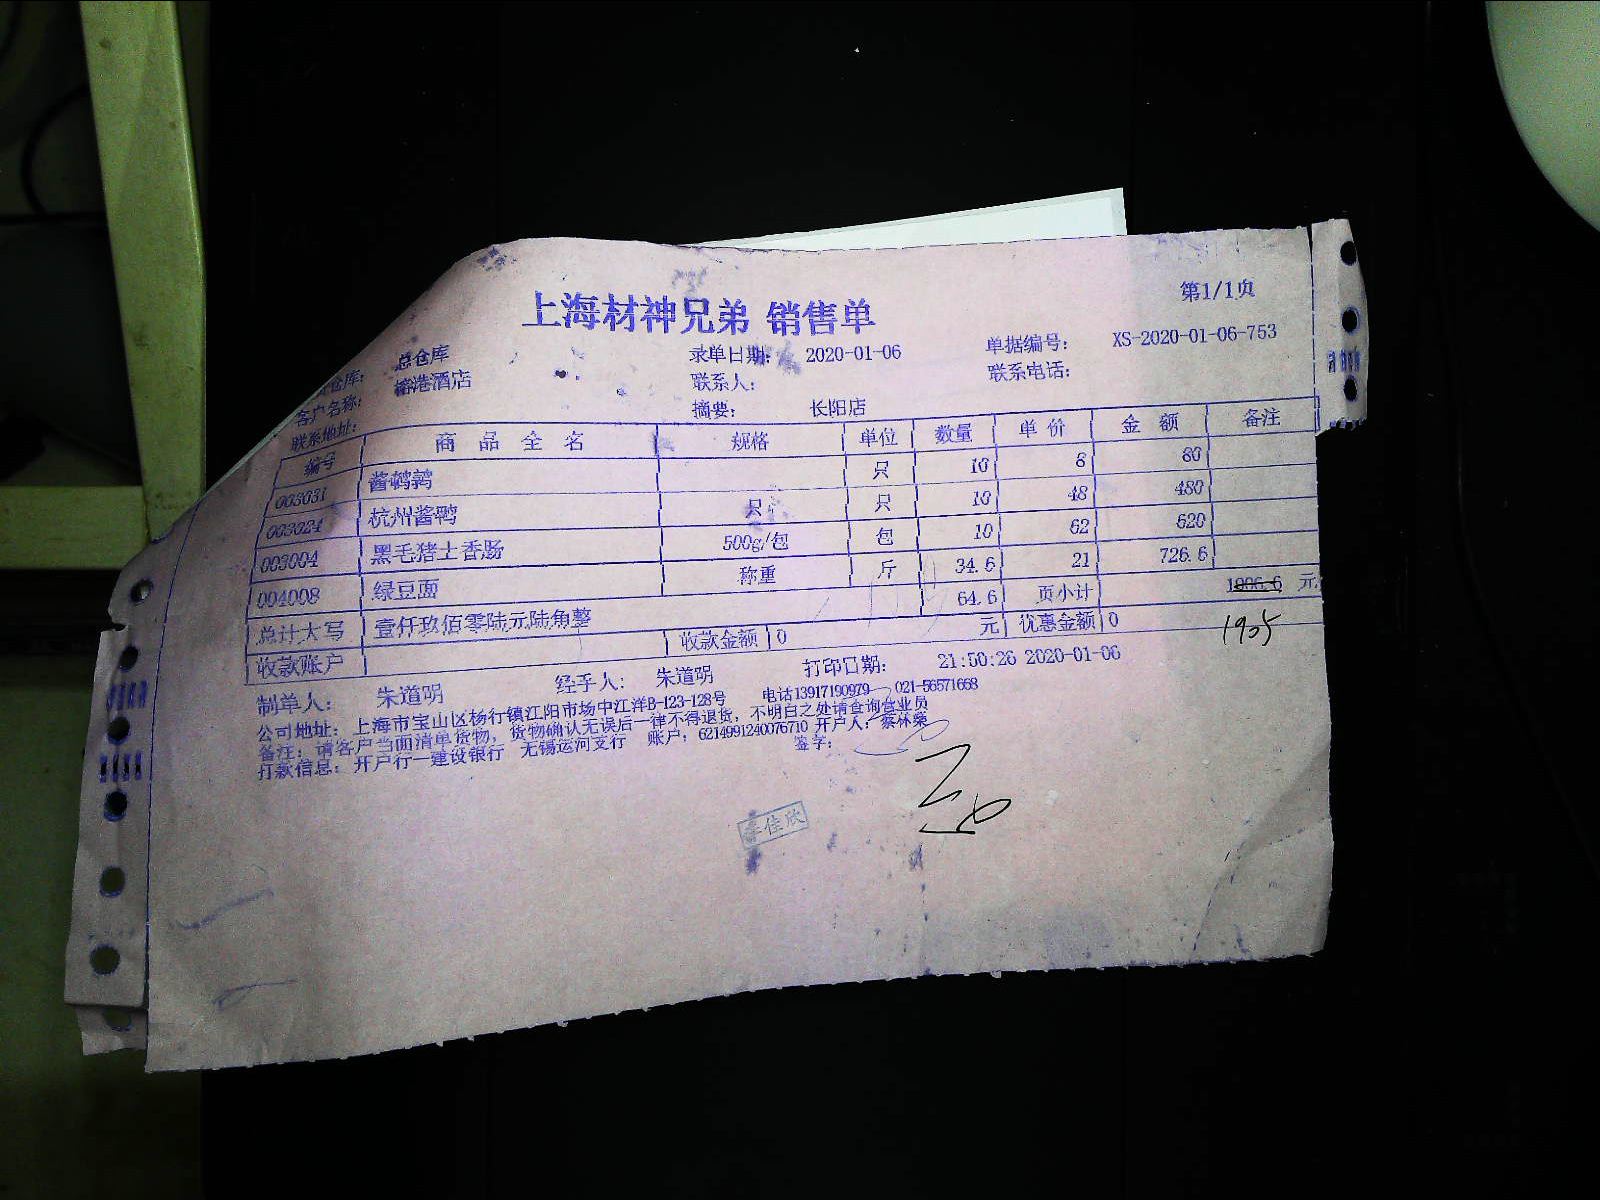 第1/1页
上海材神兄弟 销售单
仓库: 总仓库 录单日期: 2020-01-06 单据编号: XS-2020-01-06-753
客户名称: 椿港酒店 联系人: 联系电话:
联系地址: 摘要: 长阳店
编号 商品全名 规格 单位 数量 单价 金额 备注
003031 酱鹌鹑 只 10 8 80
003024 杭州酱鸭 只 只 10 48 480
003004 黑毛猪土香肠 500g/包 包 10 62 620
004008 绿豆面 称重 斤 34.6 21 726.6
总计大写 壹仟玖佰零陆元陆角整 64.6 页小计 1906.6 元
收款账户 收款金额 0 元 优惠金额 0
1905
制单人: 朱道明 经手人: 朱道明 打印日期: 21:50:26 2020-01-06
公司地址: 上海市宝山区杨行镇江阳市场中江洋B-123-128号 电话13917190979 021-56571668
备注: 请客户当面清单货物, 货物确认无误后一律不得退货, 不明白之处请查询营业员
打款信息: 开户行—建设银行 无锡运河支行 账户: 6214991240076710 开户人: 蔡林荣
签字:
佳欣